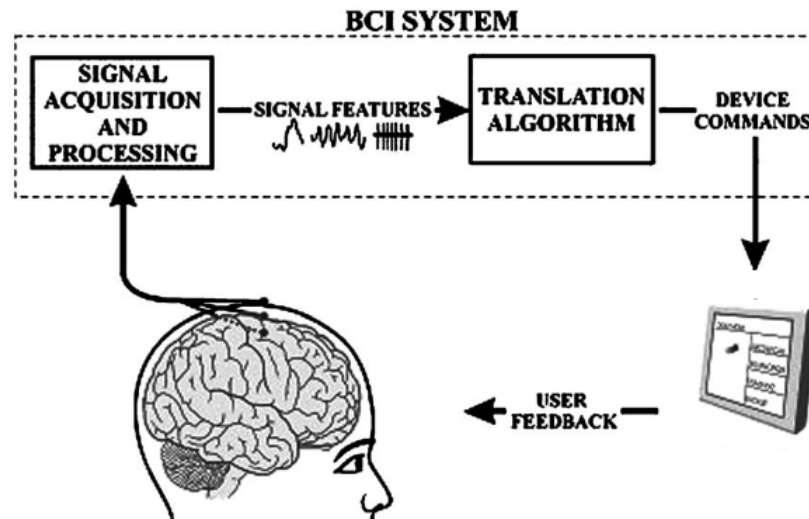 BCI SYSTEM
SIGNAL
ACQUISITION
AND
PROCESSING
SIGNAL FEATURES
TRANSLATION
ALGORITHM
DEVICE
COMMANDS
USER
FEEDBACK